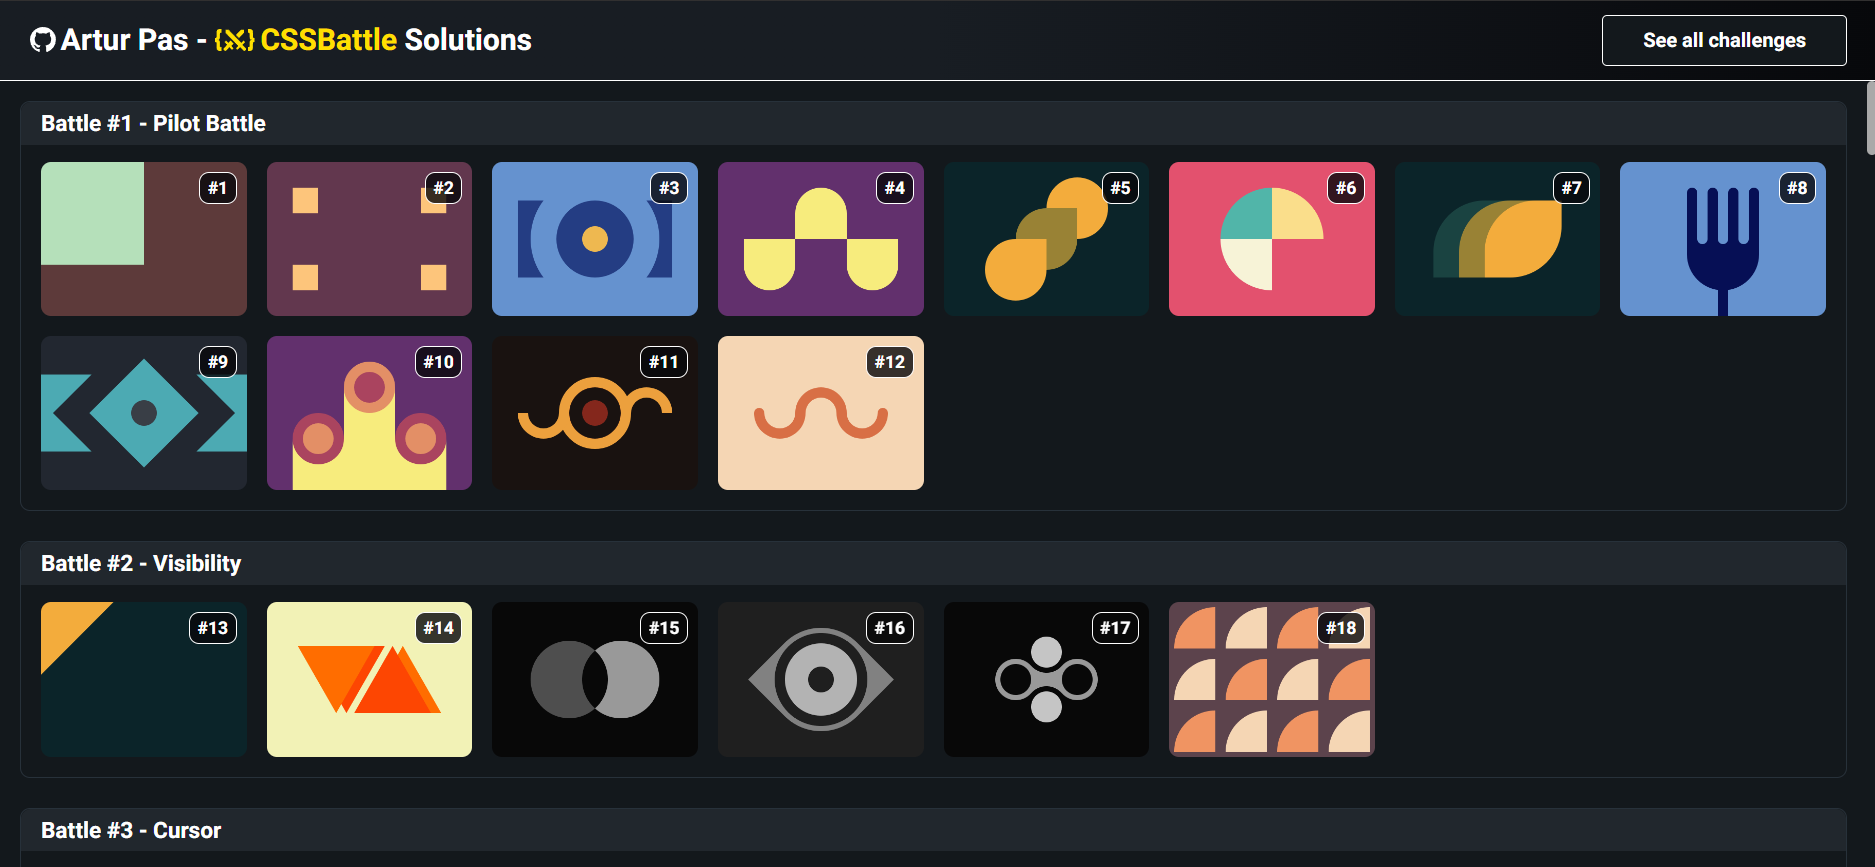 Artur Pas - {X} CSSBattle Solutions
See all challenges
Battle #1 - Pilot Battle
#1 #2 #3 #4 #5 #6 #7 #8
#9 #10 #11 #12
Battle #2 - Visibility
#13 #14 #15 #16 #17 #18
Battle #3 - Cursor